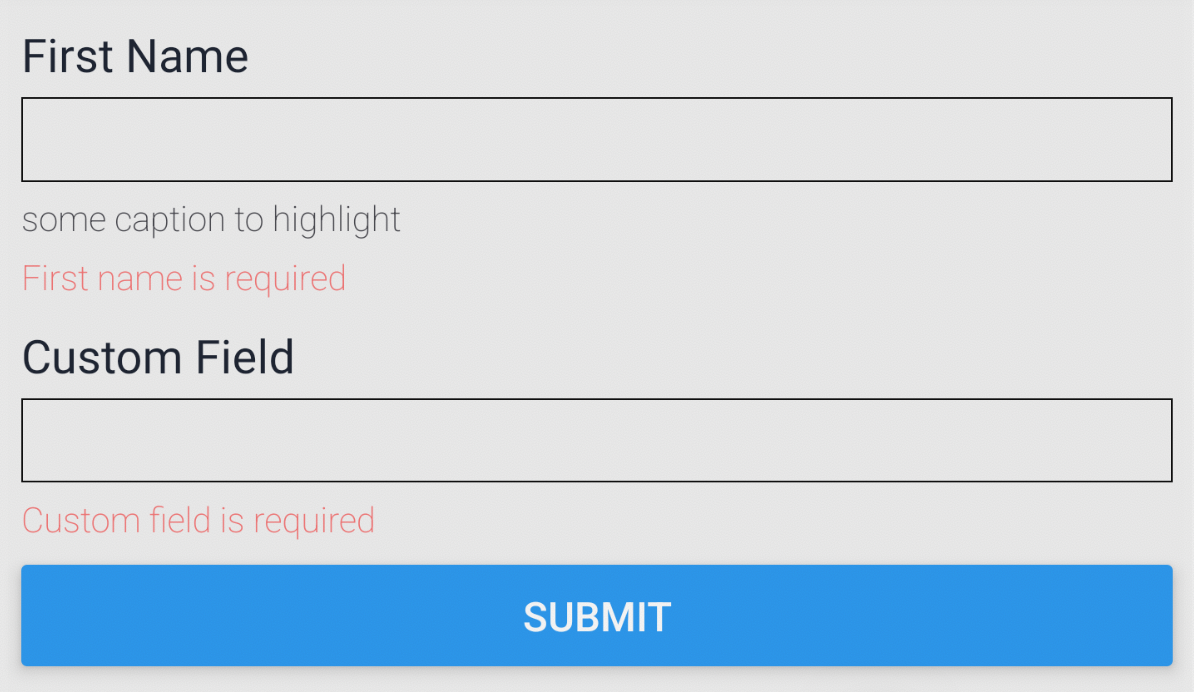 First Name
some caption to highlight
First name is required
Custom Field
Custom field is required
SUBMIT